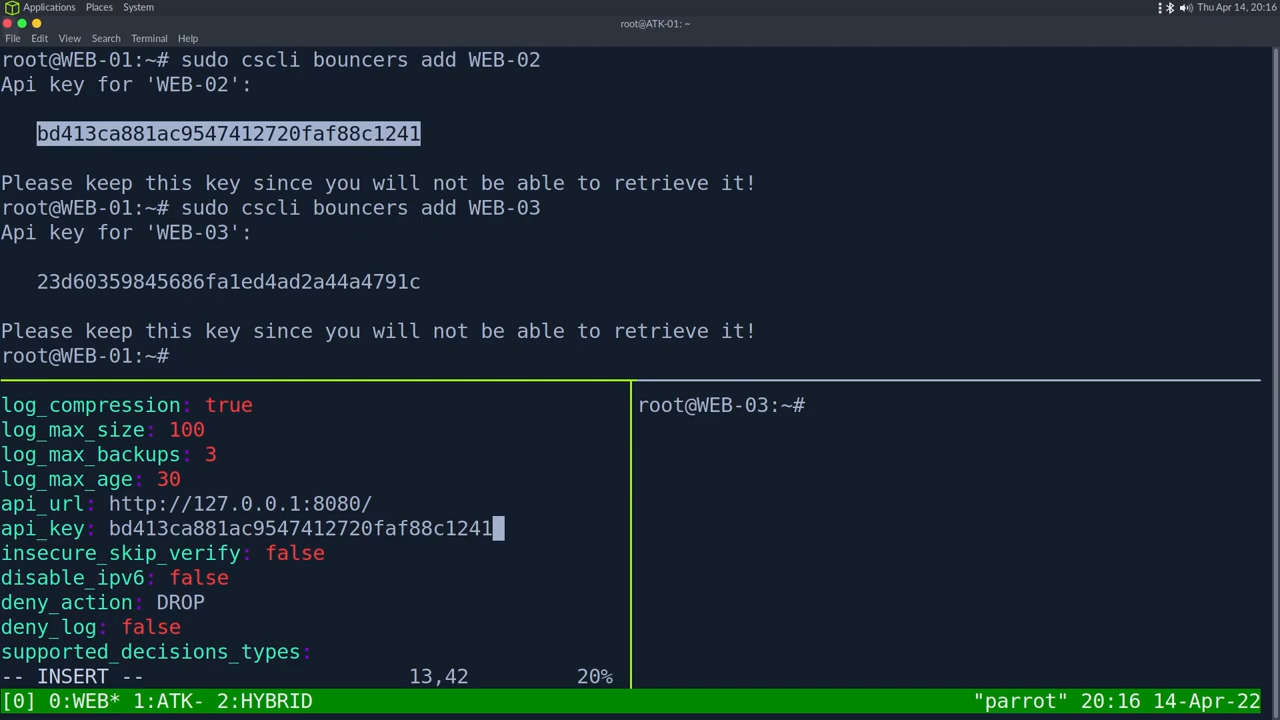 Applications Places System
Thu Apr 14, 20:16
root@ATK-01: ~
File Edit View Search Terminal Help
root@WEB-01:~# sudo cscli bouncers add WEB-02
Api key for 'WEB-02':
bd413ca881ac9547412720faf88c1241
Please keep this key since you will not be able to retrieve it!
root@WEB-01:~# sudo cscli bouncers add WEB-03
Api key for 'WEB-03':
23d60359845686fa1ed4ad2a44a4791c
Please keep this key since you will not be able to retrieve it!
root@WEB-01:~#
log_compression: true
log_max_size: 100
log_max_backups: 3
log_max_age: 30
api_url: http://127.0.0.1:8080/
api_key: bd413ca881ac9547412720faf88c1241
insecure_skip_verify: false
disable_ipv6: false
deny_action: DROP
deny_log: false
supported_decisions_types:
-- INSERT -- 13,42 20%
root@WEB-03:~#
[0] 0:WEB* 1:ATK- 2:HYBRID "parrot" 20:16 14-Apr-22